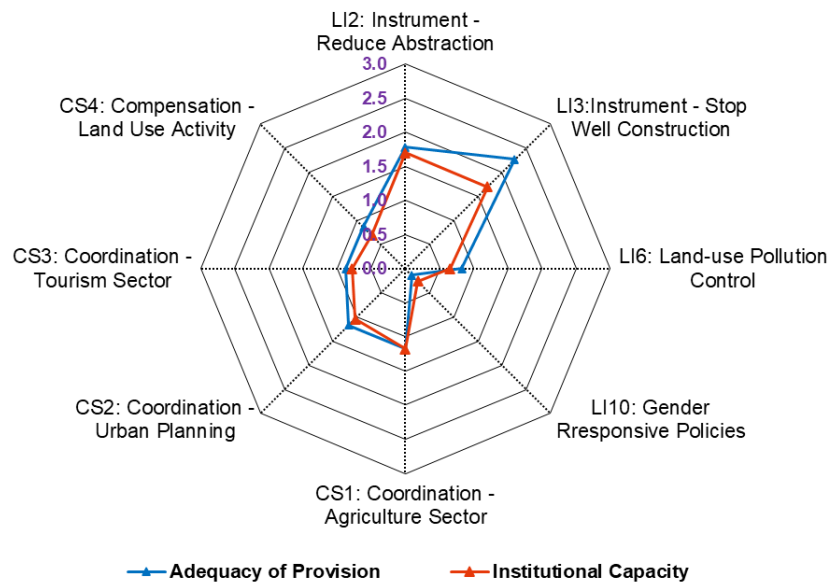 LI2: Instrument -
Reduce Abstraction
3.0
2.5
2.0
1.5
1.0
0.5
0.0
LI3:Instrument - Stop
Well Construction
LI6: Land-use Pollution
Control
LI10: Gender
Rresponsive Policies
CS1: Coordination -
Agriculture Sector
CS2: Coordination -
Urban Planning
CS3: Coordination -
Tourism Sector
CS4: Compensation -
Land Use Activity
Adequacy of Provision
Institutional Capacity